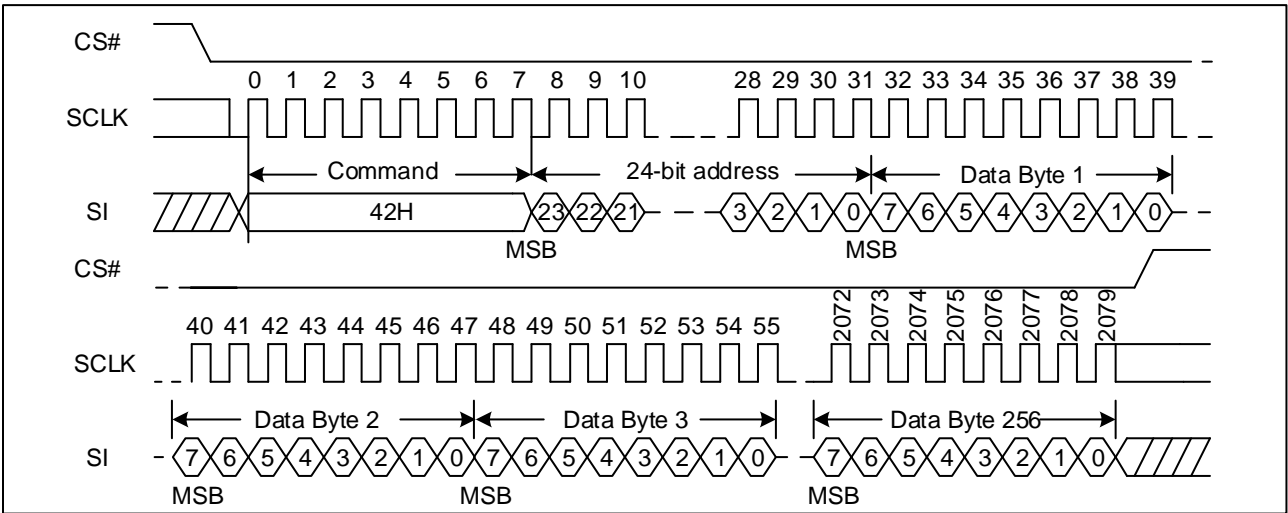 CS#
0 1 2 3 4 5 6 7 8 9 10 28 29 30 31 32 33 34 35 36 37 38 39
SCLK
Command 24-bit address Data Byte 1
SI 42H 23 22 21 3 2 1 0 7 6 5 4 3 2 1 0
MSB MSB
CS#
40 41 42 43 44 45 46 47 48 49 50 51 52 53 54 55 2072 2073 2074 2075 2076 2077 2078 2079
SCLK
Data Byte 2 Data Byte 3 Data Byte 256
SI 7 6 5 4 3 2 1 0 7 6 5 4 3 2 1 0 7 6 5 4 3 2 1 0
MSB MSB MSB